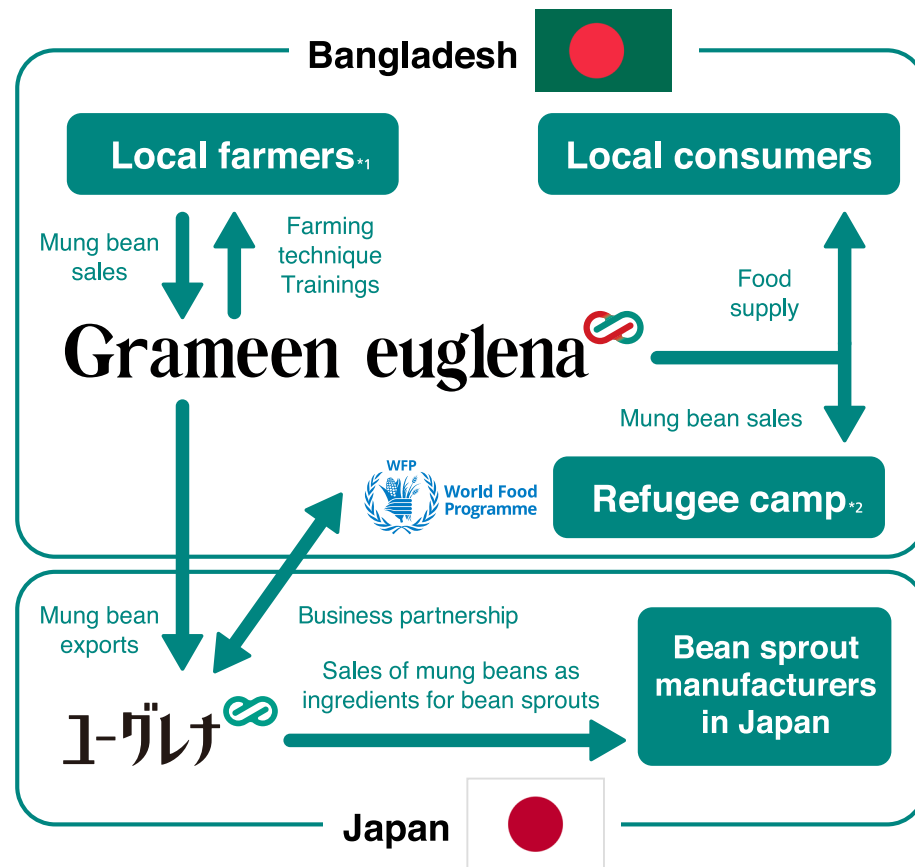 Bangladesh
Local farmers*1
Local consumers
Mung bean
sales
Farming
technique
Trainings
Food
supply
Grameen euglena
Mung bean sales
WFP
World Food
Programme
Refugee camp*2
Mung bean
exports
Business partnership
Sales of mung beans as
ingredients for bean sprouts
Bean sprout
manufacturers
in Japan
ユーグレナ
Japan